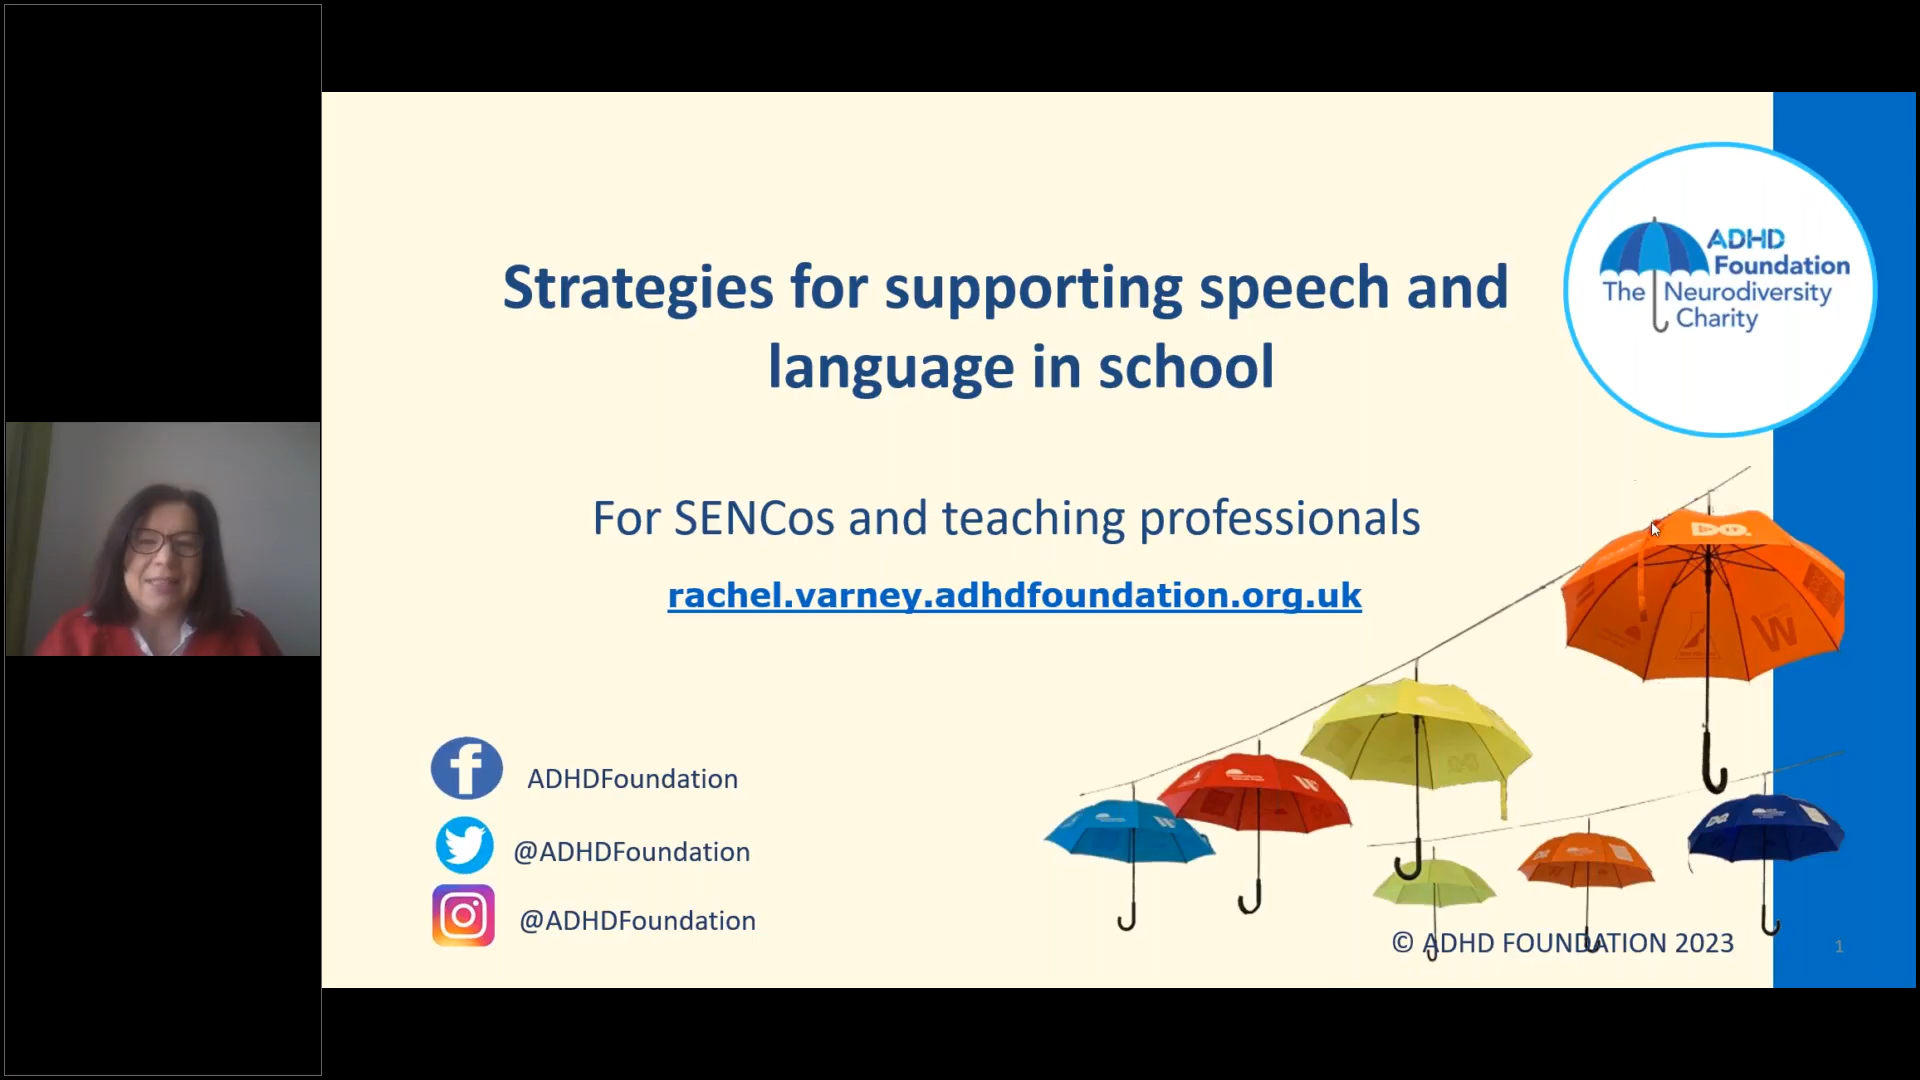 Strategies for supporting speech and
language in school
ADHD
Foundation
The Neurodiversity
Charity
For SENCos and teaching professionals
rachel.varney.adhdfoundation.org.uk
DO.
W
ADHDFoundation
@ADHDFoundation
@ADHDFoundation
© ADHD FOUNDATION 2023
1